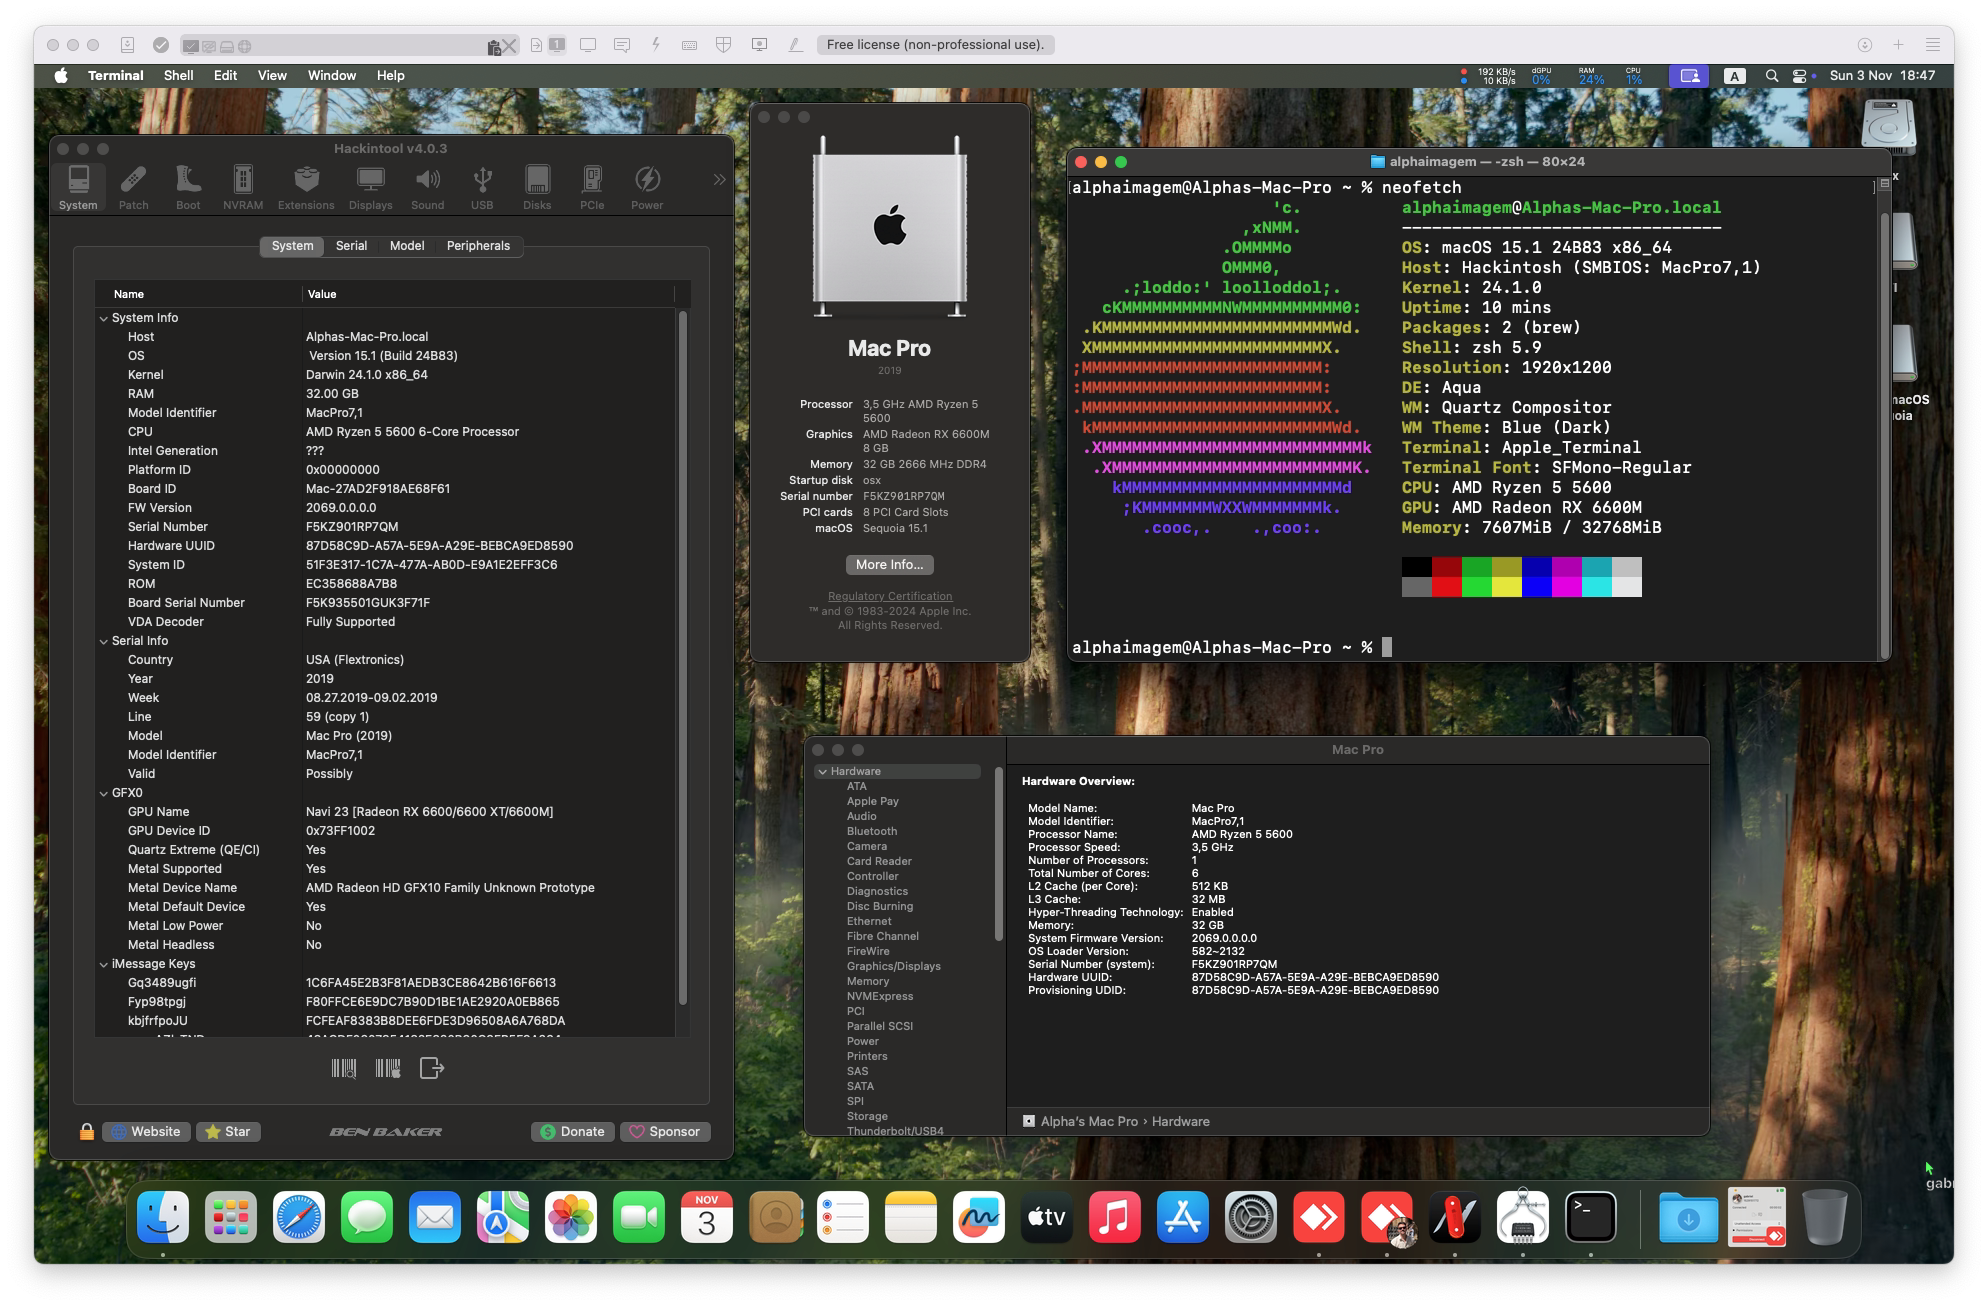 1
Free license (non-professional use).
Terminal Shell Edit View Window Help
192 KB/s
10 KB/s
dGPU
0%
RAM
24%
CPU
1%
A
Sun 3 Nov 18:47
Hackintool v4.0.3
System Patch Boot NVRAM Extensions Displays Sound USB Disks PCIe Power
System Serial Model Peripherals
Name Value
System Info
Host Alphas-Mac-Pro.local
OS Version 15.1 (Build 24B83)
Kernel Darwin 24.1.0 x86_64
RAM 32.00 GB
Model Identifier MacPro7,1
CPU AMD Ryzen 5 5600 6-Core Processor
Intel Generation ???
Platform ID 0x00000000
Board ID Mac-27AD2F918AE68F61
FW Version 2069.0.0.0.0
Serial Number F5KZ901RP7QM
Hardware UUID 87D58C9D-A57A-5E9A-A29E-BEBCA9ED8590
System ID 51F3E317-1C7A-477A-AB0D-E9A1E2EFF3C6
ROM EC358688A7B8
Board Serial Number F5K935501GUK3F71F
VDA Decoder Fully Supported
Serial Info
Country USA (Flextronics)
Year 2019
Week 08.27.2019-09.02.2019
Line 59 (copy 1)
Model Mac Pro (2019)
Model Identifier MacPro7,1
Valid Possibly
GFX0
GPU Name Navi 23 [Radeon RX 6600/6600 XT/6600M]
GPU Device ID 0x73FF1002
Quartz Extreme (QE/CI) Yes
Metal Supported Yes
Metal Device Name AMD Radeon HD GFX10 Family Unknown Prototype
Metal Default Device Yes
Metal Low Power No
Metal Headless No
iMessage Keys
Gq3489ugfi 1C6FA45E2B3F81AEDB3CE8642B616F6613
Fyp98tpgj F80FFCE6E9DC7B90D1BE1AE2920A0EB865
kbjfrfpoJU FCFEAF8383B8DEE6FDE3D96508A6A768DA
Website Star BEN BAKER Donate Sponsor
Mac Pro
2019
Processor 3,5 GHz AMD Ryzen 5
5600
Graphics AMD Radeon RX 6600M
8 GB
Memory 32 GB 2666 MHz DDR4
Startup disk osx
Serial number F5KZ901RP7QM
PCI cards 8 PCI Card Slots
macOS Sequoia 15.1
More Info...
Regulatory Certification
™ and © 1983-2024 Apple Inc.
All Rights Reserved.
alphaimagem — -zsh — 80×24
[alphaimagem@Alphas-Mac-Pro ~ % neofetch ]
'c. alphaimagem@Alphas-Mac-Pro.local
,xNMM. --------------------------------
.OMMMMo OS: macOS 15.1 24B83 x86_64
OMMM0, Host: Hackintosh (SMBIOS: MacPro7,1)
.;loddo:' loolloddol;. Kernel: 24.1.0
cKMMMMMMMMMMNWMMMMMMMMMM0: Uptime: 10 mins
.KMMMMMMMMMMMMMMMMMMMMMMMWd. Packages: 2 (brew)
XMMMMMMMMMMMMMMMMMMMMMMMX. Shell: zsh 5.9
;MMMMMMMMMMMMMMMMMMMMMMMM: Resolution: 1920x1200
:MMMMMMMMMMMMMMMMMMMMMMMM: DE: Aqua
.MMMMMMMMMMMMMMMMMMMMMMMMX. WM: Quartz Compositor
kMMMMMMMMMMMMMMMMMMMMMMMMWd. WM Theme: Blue (Dark)
.XMMMMMMMMMMMMMMMMMMMMMMMMMMk Terminal: Apple_Terminal
.XMMMMMMMMMMMMMMMMMMMMMMMMK. Terminal Font: SFMono-Regular
kMMMMMMMMMMMMMMMMMMMMMMd CPU: AMD Ryzen 5 5600
;KMMMMMMMWXXWMMMMMMMk. GPU: AMD Radeon RX 6600M
.cooc,. .,coo:. Memory: 7607MiB / 32768MiB
alphaimagem@Alphas-Mac-Pro ~ %
Mac Pro
Hardware
ATA
Apple Pay
Audio
Bluetooth
Camera
Card Reader
Controller
Diagnostics
Disc Burning
Ethernet
Fibre Channel
FireWire
Graphics/Displays
Memory
NVMExpress
PCI
Parallel SCSI
Power
Printers
SAS
SATA
SPI
Storage
Thunderbolt/USB4
Hardware Overview:
Model Name: Mac Pro
Model Identifier: MacPro7,1
Processor Name: AMD Ryzen 5 5600
Processor Speed: 3,5 GHz
Number of Processors: 1
Total Number of Cores: 6
L2 Cache (per Core): 512 KB
L3 Cache: 32 MB
Hyper-Threading Technology: Enabled
Memory: 32 GB
System Firmware Version: 2069.0.0.0.0
OS Loader Version: 582~2132
Serial Number (system): F5KZ901RP7QM
Hardware UUID: 87D58C9D-A57A-5E9A-A29E-BEBCA9ED8590
Provisioning UDID: 87D58C9D-A57A-5E9A-A29E-BEBCA9ED8590
Alpha's Mac Pro › Hardware
NOV
3
tv